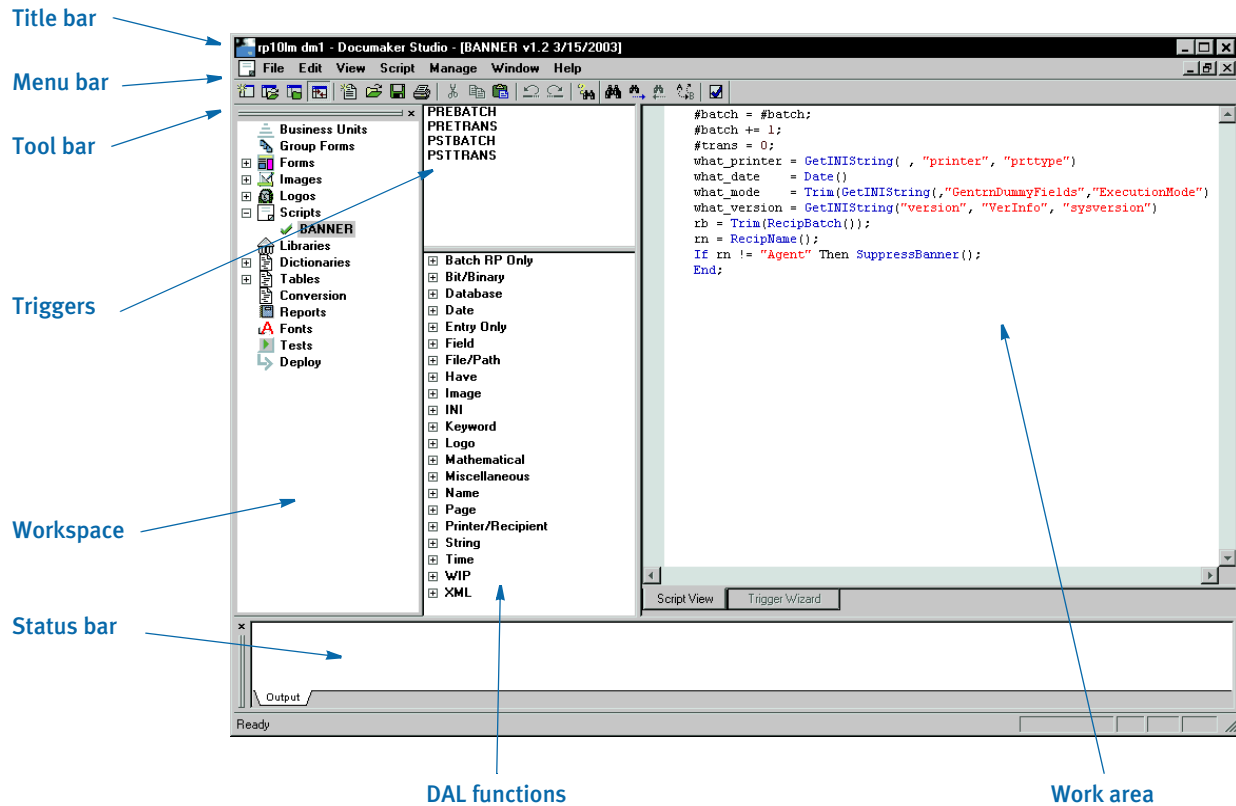 Title bar
Menu bar
Tool bar
Triggers
Workspace
Status bar
DAL functions
Work area
rp10lm dm1 - Documaker Studio - [BANNER v1.2 3/15/2003]
File Edit View Script Manage Window Help
Business Units
Group Forms
Forms
Images
Logos
Scripts
BANNER
Libraries
Dictionaries
Tables
Conversion
Reports
Fonts
Tests
Deploy
PREBATCH
PRETRANS
PSTBATCH
PSTTRANS
Batch RP Only
Bit/Binary
Database
Date
Entry Only
Field
File/Path
Have
Image
INI
Keyword
Logo
Mathematical
Miscellaneous
Name
Page
Printer/Recipient
String
Time
WIP
XML
#batch = #batch;
#batch += 1;
#trans = 0;
what_printer = GetINIString( , "printer", "prttype")
what_date    = Date()
what_mode    = Trim(GetINIString(,"GentrnDummyFields","ExecutionMode")
what_version = GetINIString("version", "VerInfo", "sysversion")
rb = Trim(RecipBatch());
rn = RecipName();
If rn != "Agent" Then SuppressBanner();
End;
Script View
Trigger Wizard
Output
Ready